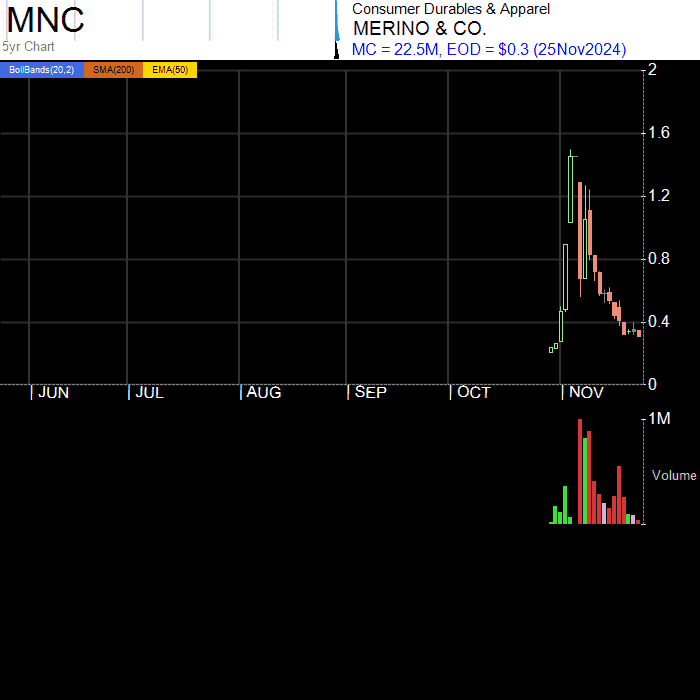 MNC
5yr Chart
Consumer Durables & Apparel
MERINO & CO.
MC = 22.5M, EOD = $0.3 (25Nov2024)
BollBands(20,2) SMA(200) EMA(50)
2
1.6
1.2
0.8
0.4
0
JUN JUL AUG SEP OCT NOV
1M
Volume